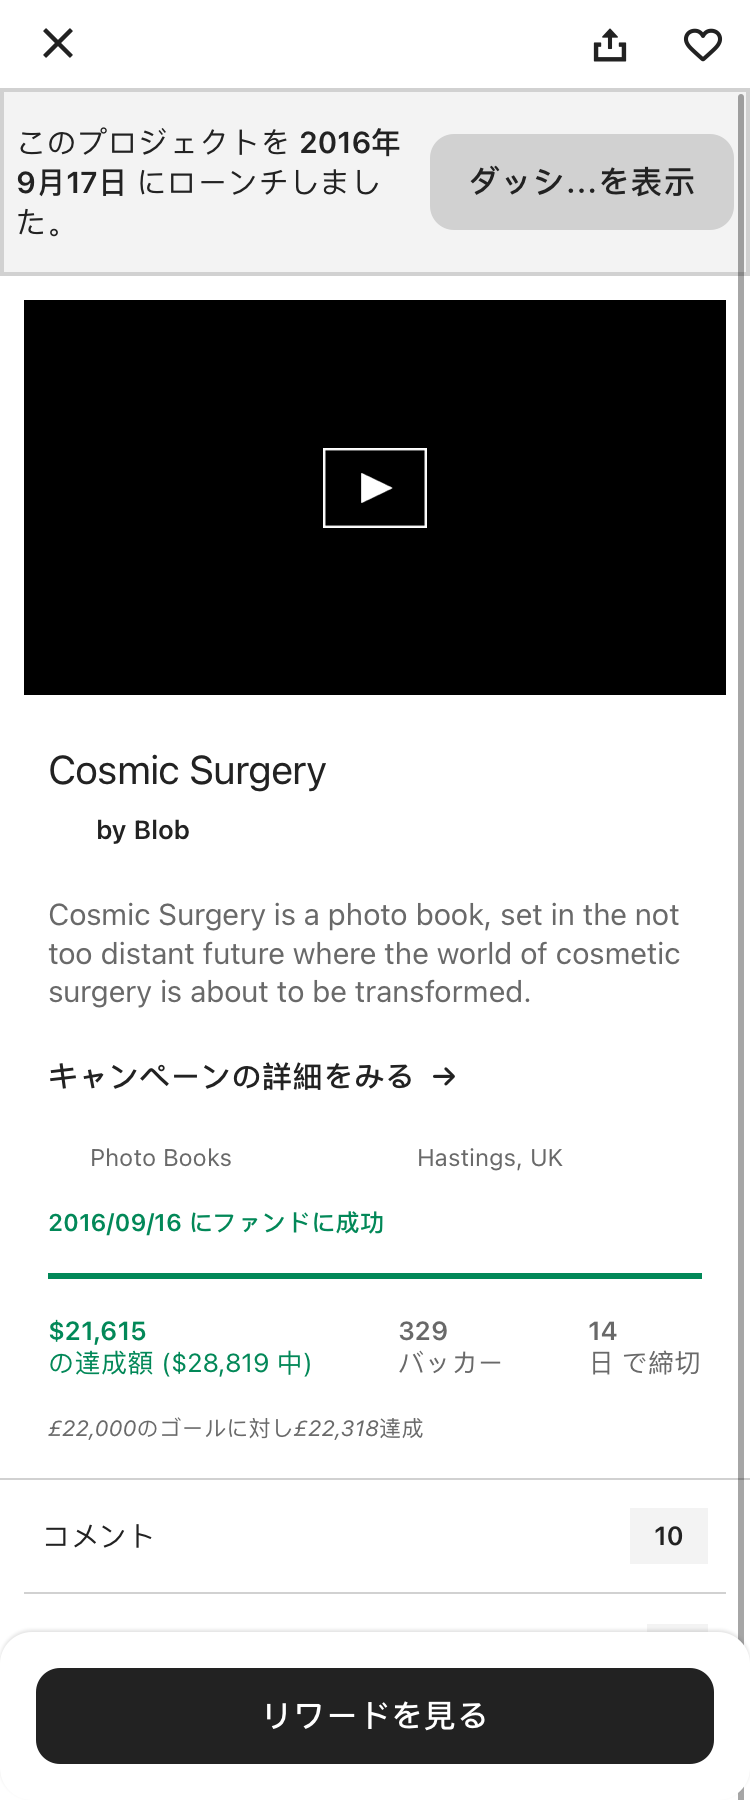 このプロジェクトを 2016年
9月17日 にローンチしまし
た。
ダッシ...を表示
Cosmic Surgery
by Blob
Cosmic Surgery is a photo book, set in the not
too distant future where the world of cosmetic
surgery is about to be transformed.
キャンペーンの詳細をみる →
Photo Books
Hastings, UK
2016/09/16 にファンドに成功
$21,615
の達成額 ($28,819 中)
329
バッカー
14
日 で締切
£22,000のゴールに対し£22,318達成
コメント
10
リワードを見る